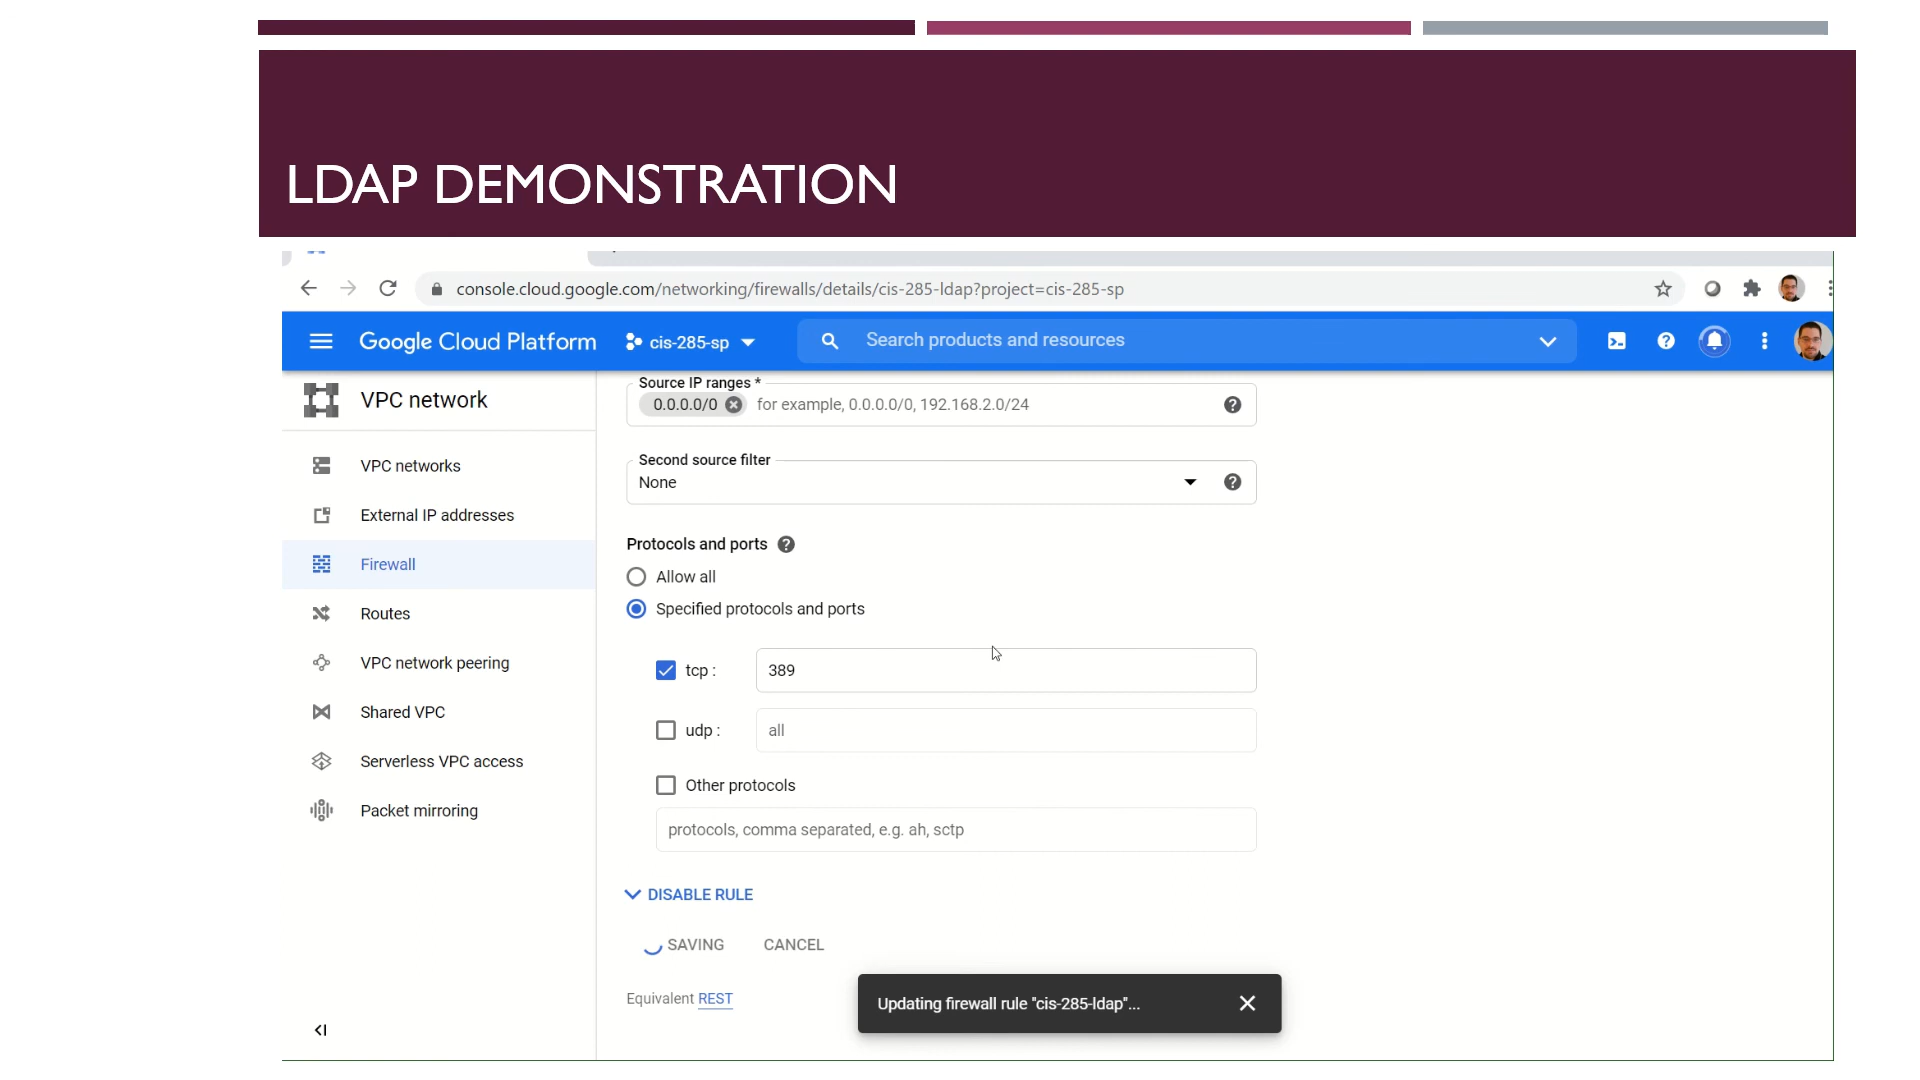 LDAP DEMONSTRATION
console.cloud.google.com/networking/firewalls/details/cis-285-ldap?project=cis-285-sp
Google Cloud Platform
cis-285-sp
Search products and resources
VPC network
VPC networks
External IP addresses
Firewall
Routes
VPC network peering
Shared VPC
Serverless VPC access
Packet mirroring
Source IP ranges *
0.0.0.0/0 for example, 0.0.0.0/0, 192.168.2.0/24
Second source filter
None
Protocols and ports
Allow all
Specified protocols and ports
tcp : 389
udp : all
Other protocols
protocols, comma separated, e.g. ah, sctp
DISABLE RULE
SAVING CANCEL
Equivalent REST
Updating firewall rule "cis-285-ldap"...